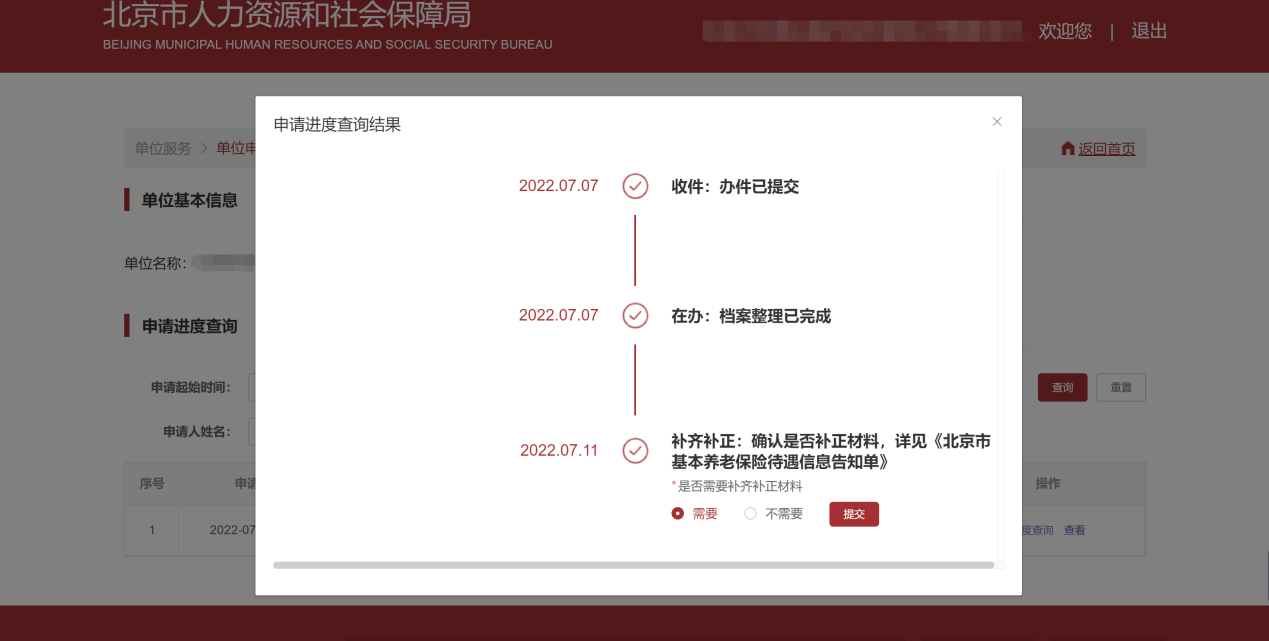 北京市人力资源和社会保障局
BEIJING MUNICIPAL HUMAN RESOURCES AND SOCIAL SECURITY BUREAU
欢迎您 | 退出
申请进度查询结果
×
单位服务 > 单位申
返回首页
2022.07.07
收件：办件已提交
单位基本信息
单位名称：
2022.07.07
在办：档案整理已完成
申请进度查询
申请起始时间：
查询
重置
申请人姓名：
2022.07.11
补齐补正：确认是否补正材料，详见《北京市
基本养老保险待遇信息告知单》
*是否需要补齐补正材料
需要
不需要
提交
序号
申请
操作
1
2022-07
度查询
查看